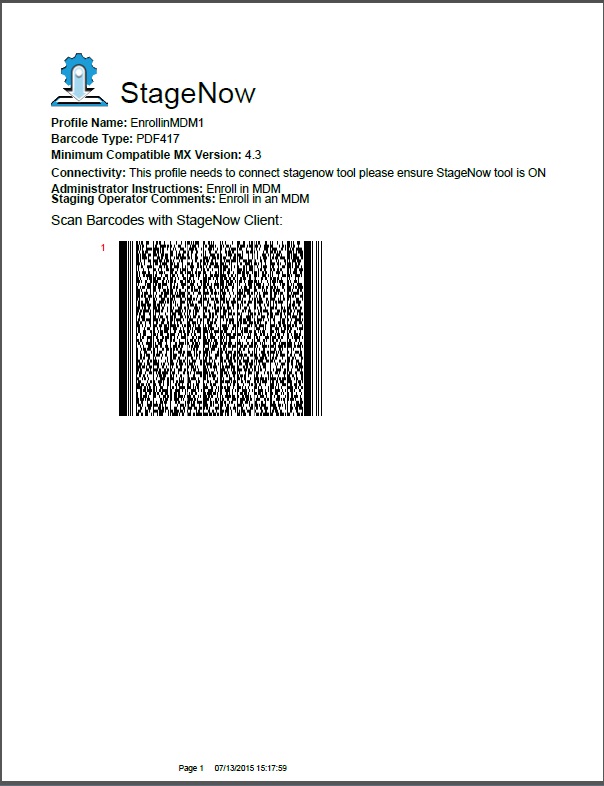 StageNow
Profile Name: EnrollinMDM1
Barcode Type: PDF417
Minimum Compatible MX Version: 4.3
Connectivity: This profile needs to connect stagenow tool please ensure StageNow tool is ON
Administrator Instructions: Enroll in MDM
Staging Operator Comments: Enroll in an MDM
Scan Barcodes with StageNow Client:
1
Page 1 07/13/2015 15:17:59